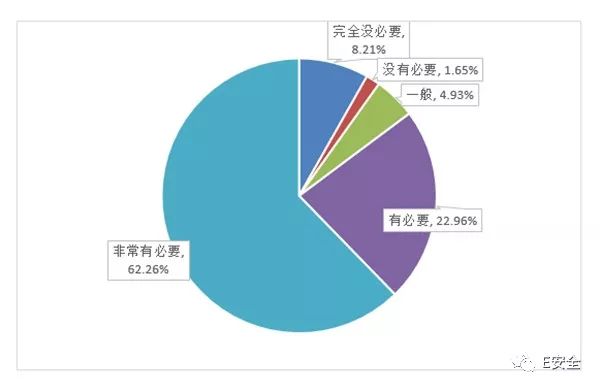 完全没必要,
8.21%
没有必要, 1.65%
一般, 4.93%
有必要, 22.96%
非常有必要,
62.26%
E安全